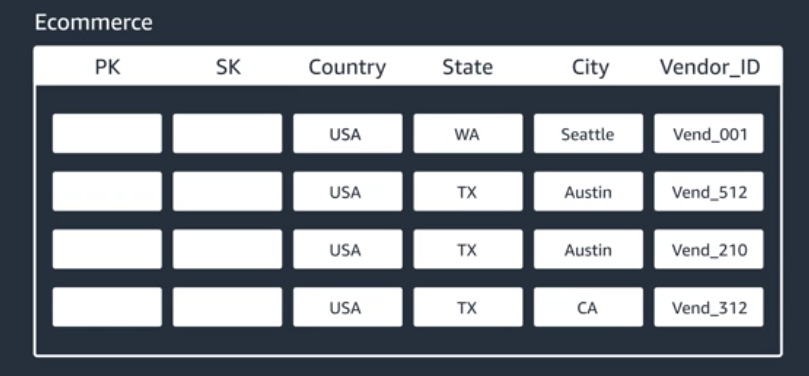 Ecommerce
PK SK Country State City Vendor_ID
USA WA Seattle Vend_001
USA TX Austin Vend_512
USA TX Austin Vend_210
USA TX CA Vend_312